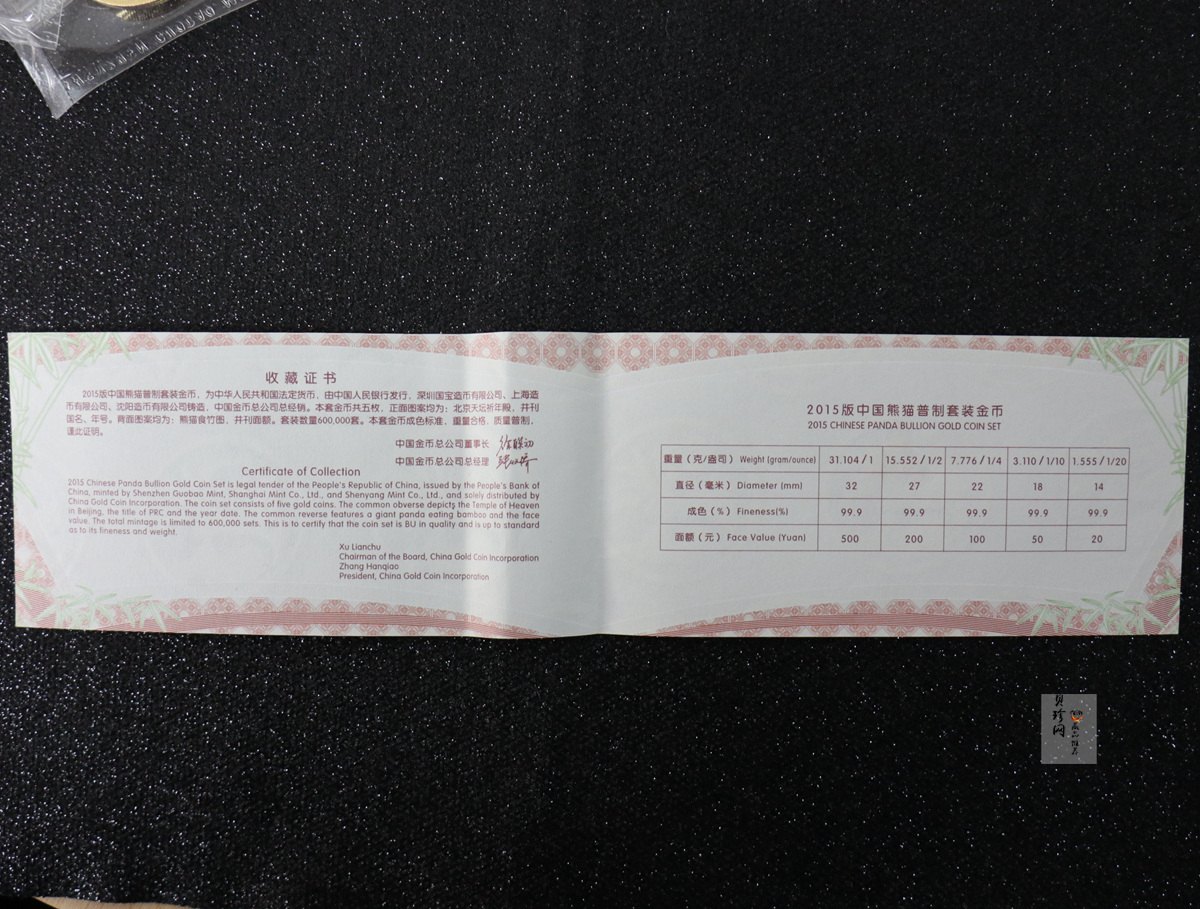 收藏证书
2015版中国熊猫普制套装金币，为中华人民共和国法定货币，由中国人民银行发行，深圳国宝造币有限公司、上海造
币有限公司、沈阳造币有限公司铸造，中国金币总公司总经销。本套金币共五枚，正面图案均为：北京天坛祈年殿，并刊
国名、年号。背面图案均为：熊猫食竹图，并刊面额。套装数量600,000套。本套金币成色标准，重量合格，质量普制，
谨此证明。
中国金币总公司董事长
中国金币总公司总经理
Certificate of Collection
2015 Chinese Panda Bullion Gold Coin Set is legal tender of the People's Republic of China, issued by the People's Bank of
China, minted by Shenzhen Guobao Mint, Shanghai Mint Co., Ltd., and Shenyang Mint Co., Ltd., and solely distributed by
China Gold Coin Incorporation. The coin set consists of five gold coins. The common obverse depicts the Temple of Heaven
in Beijing, the title of PRC and the year date. The common reverse features a giant panda eating bamboo and the face
value. The total mintage is limited to 600,000 sets. This is to certify that the coin set is BU in quality and is up to standard
as to its fineness and weight.
Xu Lianchu
Chairman of the Board, China Gold Coin Incorporation
Zhang Hanqiao
President, China Gold Coin Incorporation
2015版中国熊猫普制套装金币
2015 CHINESE PANDA BULLION GOLD COIN SET
重量（克/盎司） Weight (gram/ounce) 31.104 / 1 15.552 / 1/2 7.776 / 1/4 3.110 / 1/10 1.555 / 1/20
直径（毫米） Diameter (mm) 32 27 22 18 14
成色（%） Fineness(%) 99.9 99.9 99.9 99.9 99.9
面额（元） Face Value (Yuan) 500 200 100 50 20